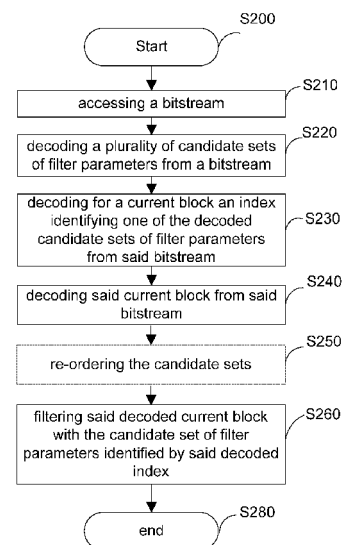 S200
Start
S210
accessing a bitstream
S220
decoding a plurality of candidate sets
of filter parameters from a bitstream
decoding for a current block an index
identifying one of the decoded
candidate sets of filter parameters
from said bitstream
S230
S240
decoding said current block from said
bitstream
S250
re-ordering the candidate sets
filtering said decoded current block
with the candidate set of filter
parameters identified by said decoded
index
S260
end
S280